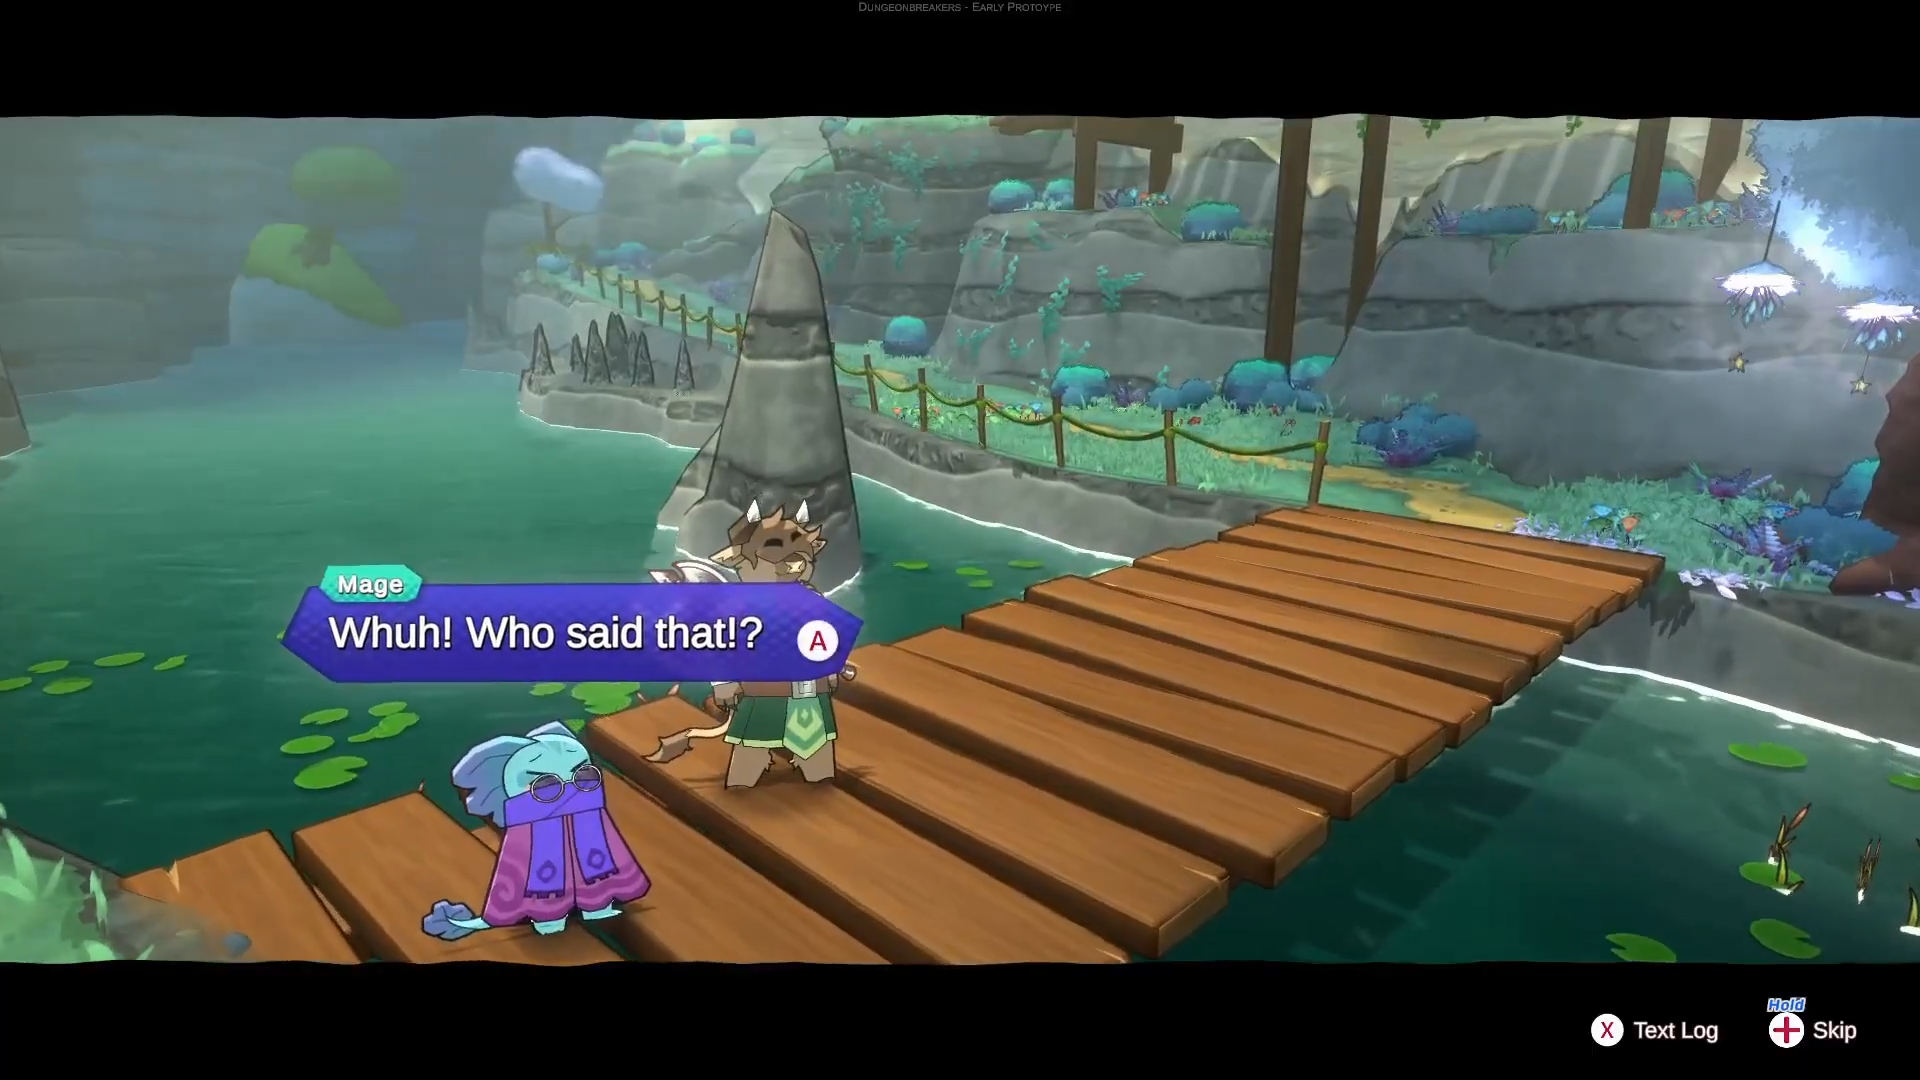 DUNGEONBREAKERS - EARLY PROTOYPE
Mage
Whuh! Who said that!?
A
Hold
X Text Log
Skip